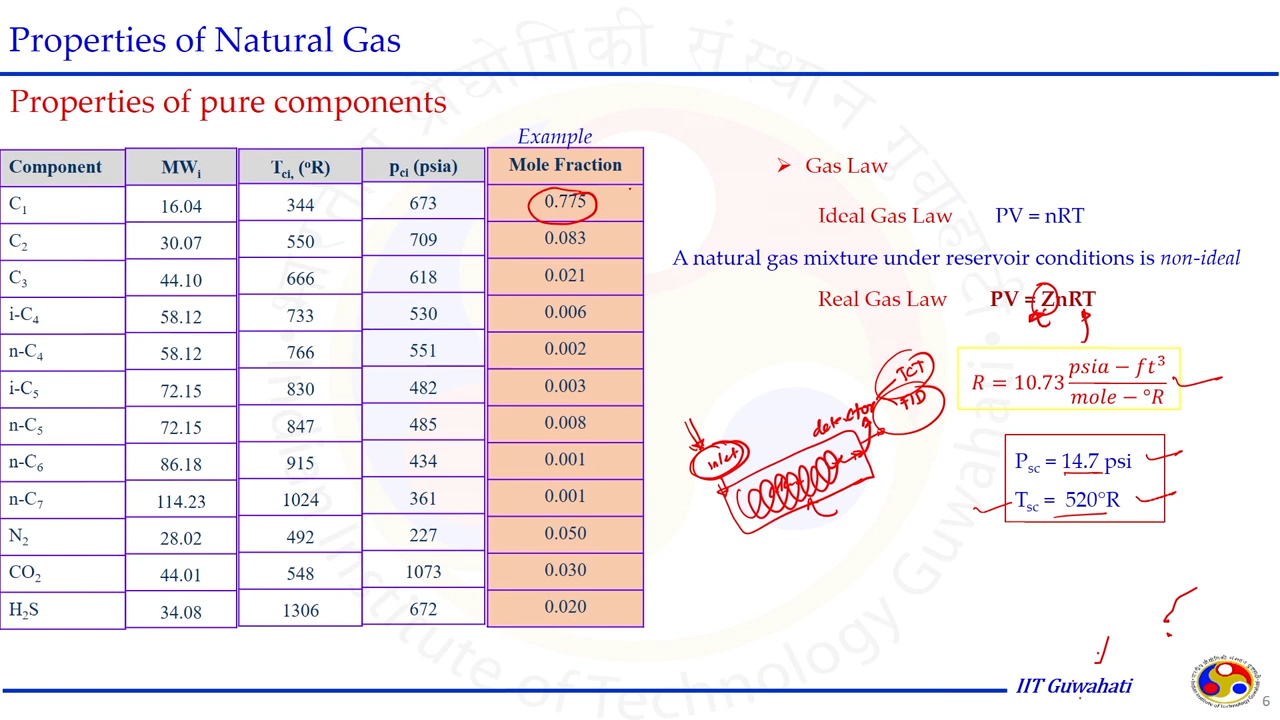 Properties of Natural Gas
Properties of pure components
Example
Component MWi Tci, (°R) pci (psia) Mole Fraction
C1 16.04 344 673 0.775
C2 30.07 550 709 0.083
C3 44.10 666 618 0.021
i-C4 58.12 733 530 0.006
n-C4 58.12 766 551 0.002
i-C5 72.15 830 482 0.003
n-C5 72.15 847 485 0.008
n-C6 86.18 915 434 0.001
n-C7 114.23 1024 361 0.001
N2 28.02 492 227 0.050
CO2 44.01 548 1073 0.030
H2S 34.08 1306 672 0.020
➢ Gas Law
Ideal Gas Law PV = nRT
A natural gas mixture under reservoir conditions is non-ideal
Real Gas Law PV = ZnRT
R = 10.73 psia − ft³ / mole − °R
TCT
FID
detector
inlet
Psc = 14.7 psi
Tsc = 520°R
?
IIT Guwahati
6
Indian Institute of Technology Guwahati